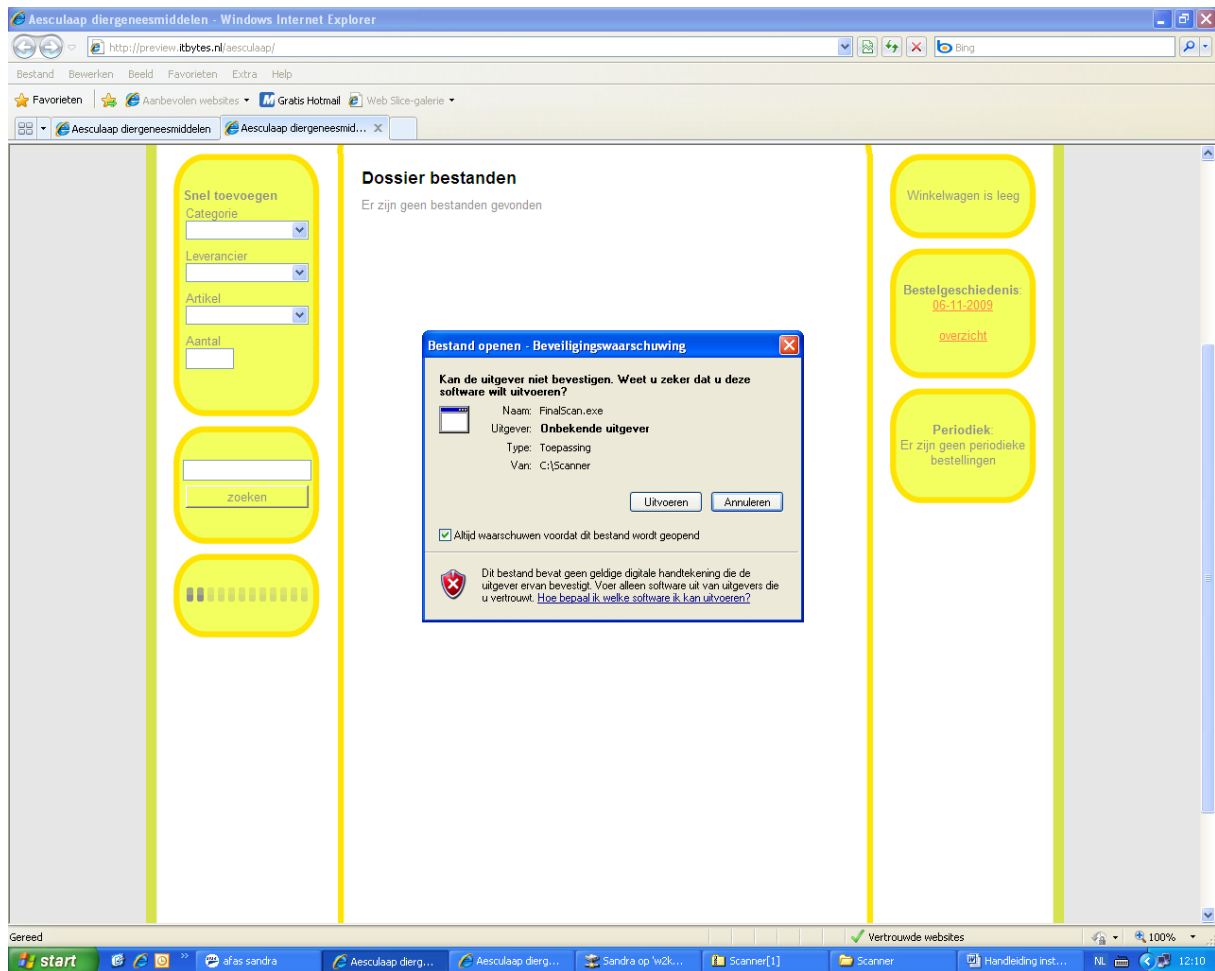 Aesculaap diergeneesmiddelen - Windows Internet Explorer
http://preview.itbytes.nl/aesculaap/
Bing
Bestand Bewerken Beeld Favorieten Extra Help
Favorieten Aanbevolen websites Gratis Hotmail Web Slice-galerie
Aesculaap diergeneesmiddelen Aesculaap diergeneesmid... X
Snel toevoegen
Categorie
Leverancier
Artikel
Aantal
zoeken
Dossier bestanden
Er zijn geen bestanden gevonden
Winkelwagen is leeg
Bestelgeschiedenis:
06-11-2009
overzicht
Periodiek:
Er zijn geen periodieke
bestellingen
Bestand openen - Beveiligingswaarschuwing
Kan de uitgever niet bevestigen. Weet u zeker dat u deze
software wilt uitvoeren?
Naam: FinalScan.exe
Uitgever: Onbekende uitgever
Type: Toepassing
Van: C:\Scanner
Uitvoeren Annuleren
Altijd waarschuwen voordat dit bestand wordt geopend
Dit bestand bevat geen geldige digitale handtekening die de
uitgever ervan bevestigt. Voer alleen software uit van uitgevers die
u vertrouwt. Hoe bepaal ik welke software ik kan uitvoeren?
Gereed Vertrouwde websites 100%
start afas sandra Aesculaap dierg... Aesculaap dierg... Sandra op 'w2k... Scanner[1] Scanner Handleiding inst... NL 12:10